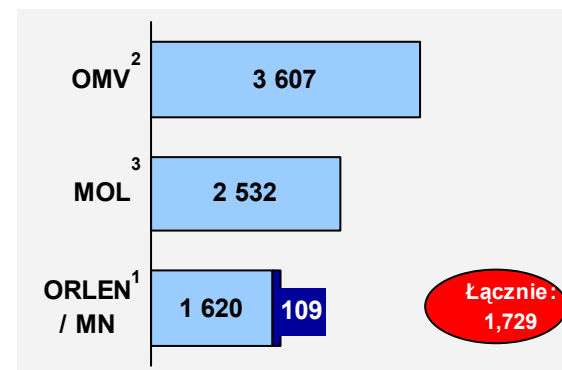 OMV2
3 607
MOL3
2 532
ORLEN1
/ MN
1 620
109
Łącznie:
1,729